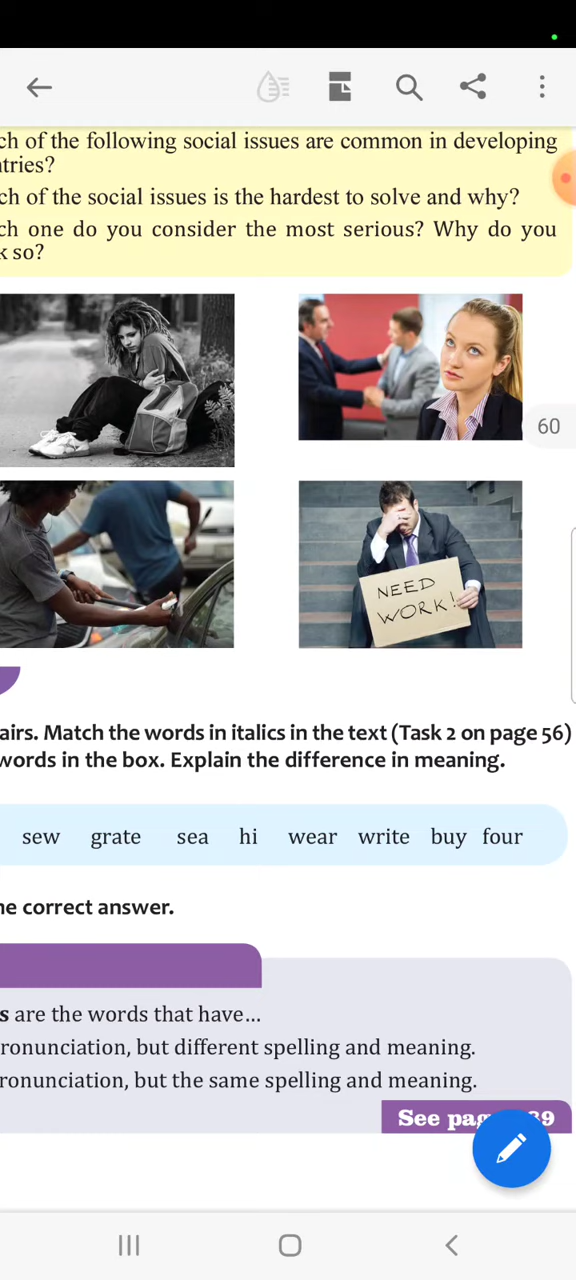 ch of the following social issues are common in developing
tries?
ch of the social issues is the hardest to solve and why?
ch one do you consider the most serious? Why do you
k so?
60
NEED
WORK!
airs. Match the words in italics in the text (Task 2 on page 56)
words in the box. Explain the difference in meaning.
sew grate sea hi wear write buy four
ne correct answer.
s are the words that have...
ronunciation, but different spelling and meaning.
ronunciation, but the same spelling and meaning.
See